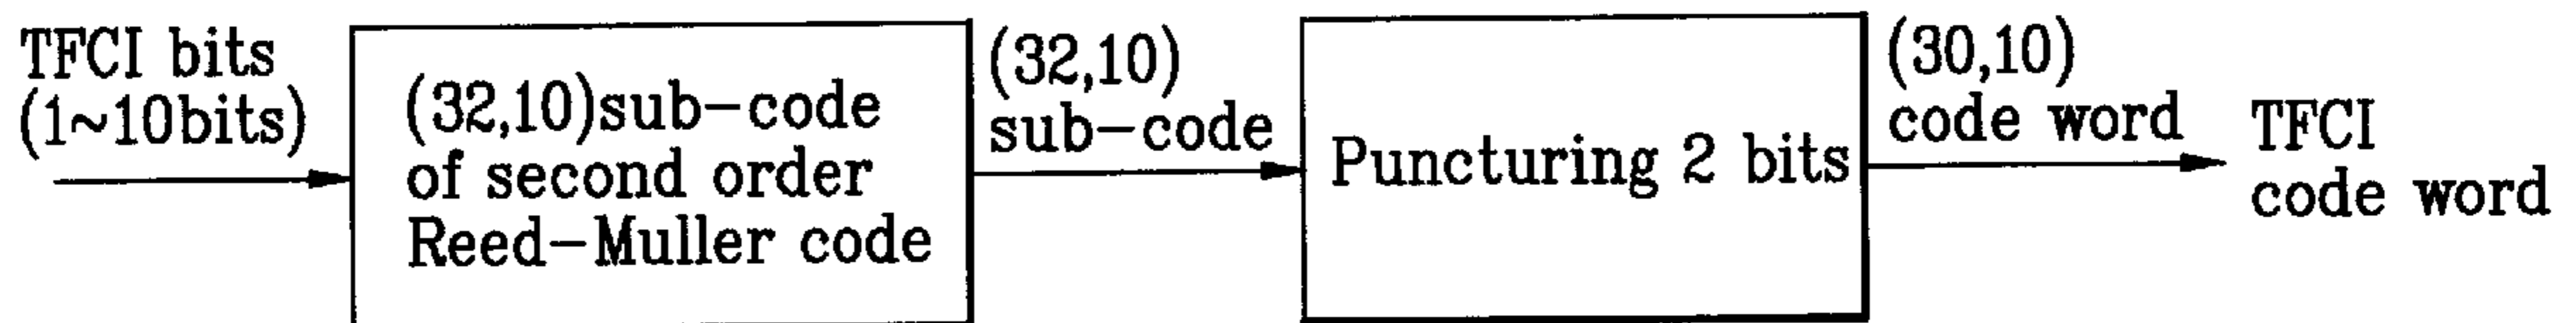 TFCI bits
(1~10bits)
(32,10)sub-code
of second order
Reed-Muller code
(32,10)
sub-code
Puncturing 2 bits
(30,10)
code word
TFCI
code word